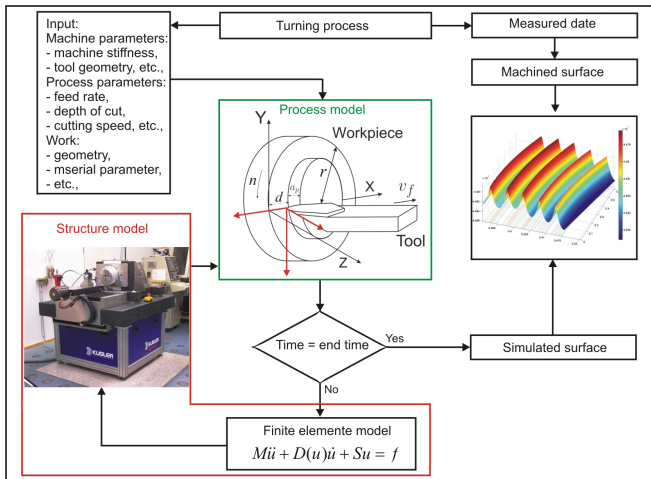 Input:
Machine parameters:
- machine stiffness,
- tool geometry, etc.,
Process parameters:
- feed rate,
- depth of cut,
- cutting speed, etc.,
Work:
- geometry,
- mserial parameter,
- etc.,
Turning process
Measured date
Machined surface
Process model
Y
Workpiece
n
d
a_p
r
X
v_f
Tool
Z
Structure model
KUGLER
KUGLER
Time = end time
Yes
No
Simulated surface
Finite elemente model
Mü + D(u)u̇ + Su = f